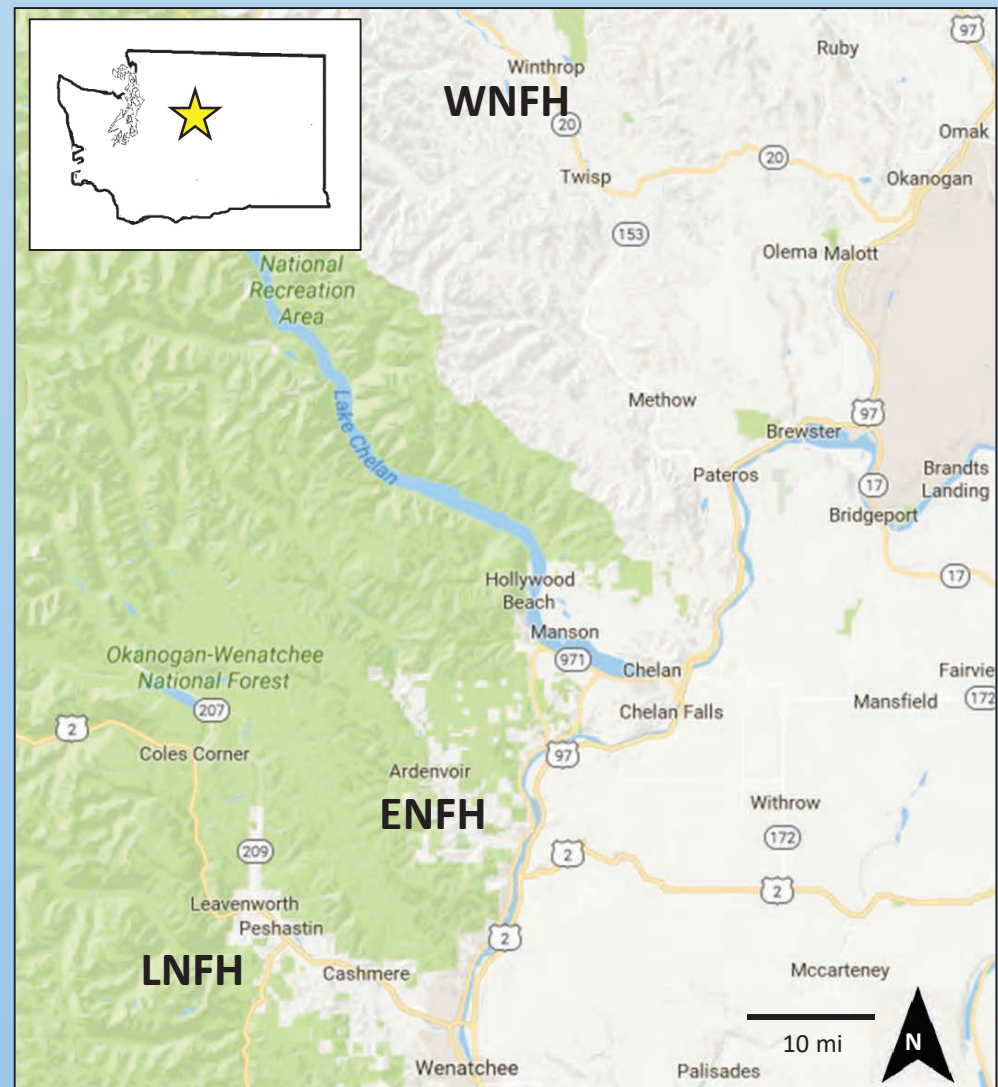 97
Ruby
Winthrop
WNFH
20
Omak
20
Twisp
Okanogan
153
Olema Malott
National
Recreation
Area
Lake Chelan
Methow
97
Brewster
Pateros
Brandts
Landing
17
Bridgeport
17
Hollywood
Beach
Manson
971
Chelan
Okanogan-Wenatchee
National Forest
Fairvie
172
Mansfield
207
Chelan Falls
2
Coles Corner
97
Ardenvoir
ENFH
Withrow
172
209
2
2
Leavenworth
Peshastin
2
LNFH
Cashmere
Mccarteney
10 mi
N
Wenatchee
Palisades